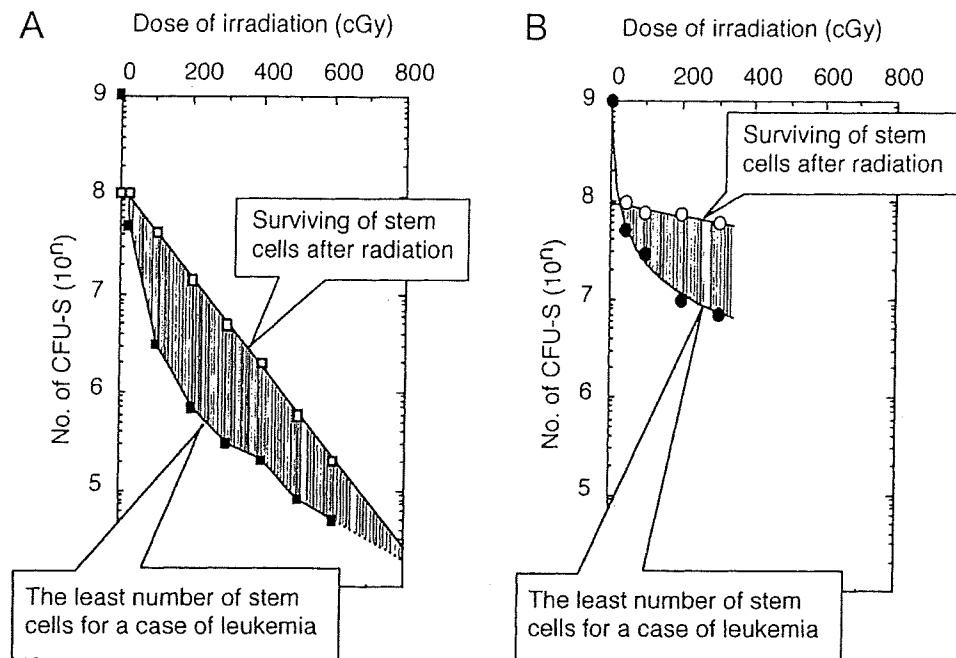 A
Dose of irradiation (cGy)
0 200 400 600 800
9
8
7
6
5
No. of CFU-S (10ⁿ)
Surviving of stem
cells after radiation
The least number of stem
cells for a case of leukemia
B
Dose of irradiation (cGy)
0 200 400 600 800
9
8
7
6
5
No. of CFU-S (10ⁿ)
Surviving of stem
cells after radiation
The least number of stem
cells for a case of leukemia